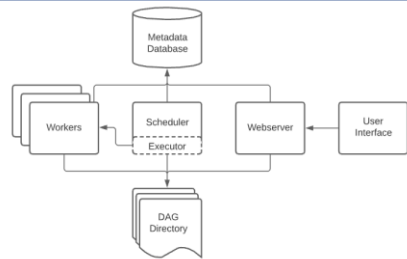 Metadata
Database
Workers
Scheduler
Executor
Webserver
User
Interface
DAG
Directory